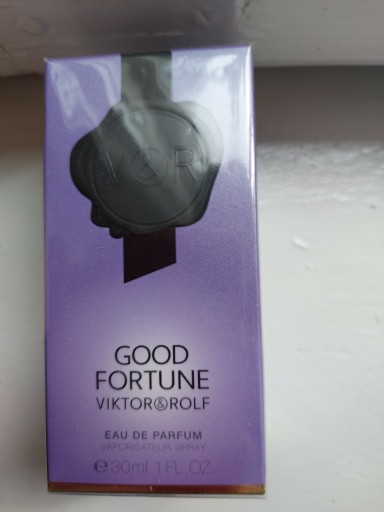 V&R
GOOD
FORTUNE
VIKTOR&ROLF
EAU DE PARFUM
VAPORISATEUR SPRAY
℮ 30ml 1 FL.OZ